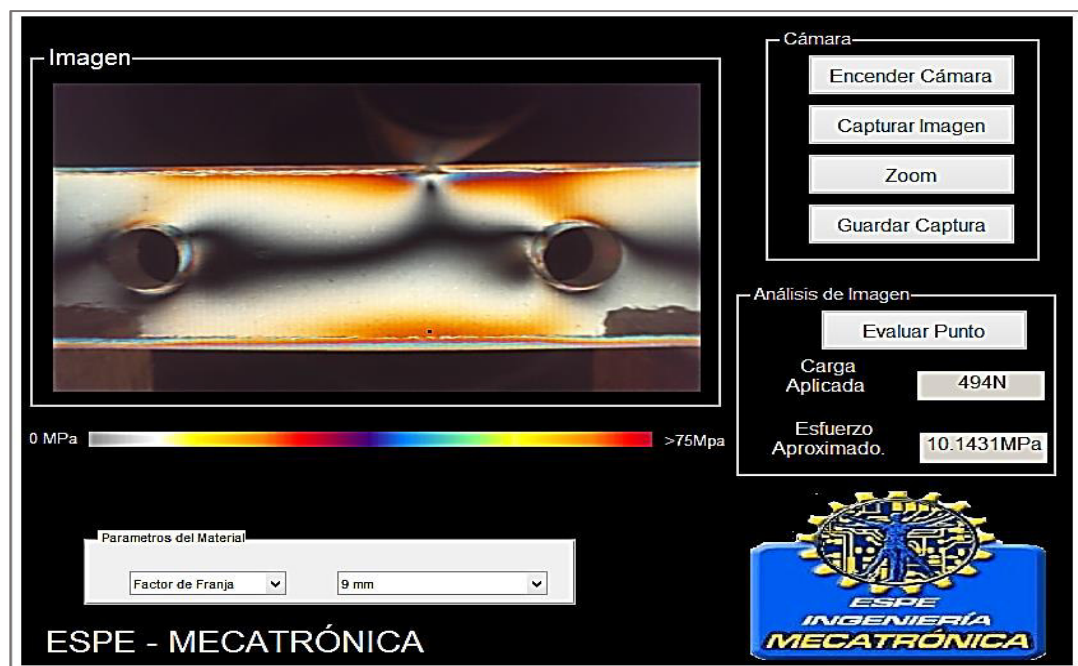 Imagen
Cámara
Encender Cámara
Capturar Imagen
Zoom
Guardar Captura
Análisis de Imagen
Evaluar Punto
Carga
Aplicada
494N
Esfuerzo
Aproximado.
10.1431MPa
0 MPa
>75Mpa
Parametros del Material
Factor de Franja
9 mm
ESPE - MECATRÓNICA
ESPE
INGENIERÍA
MECATRÓNICA